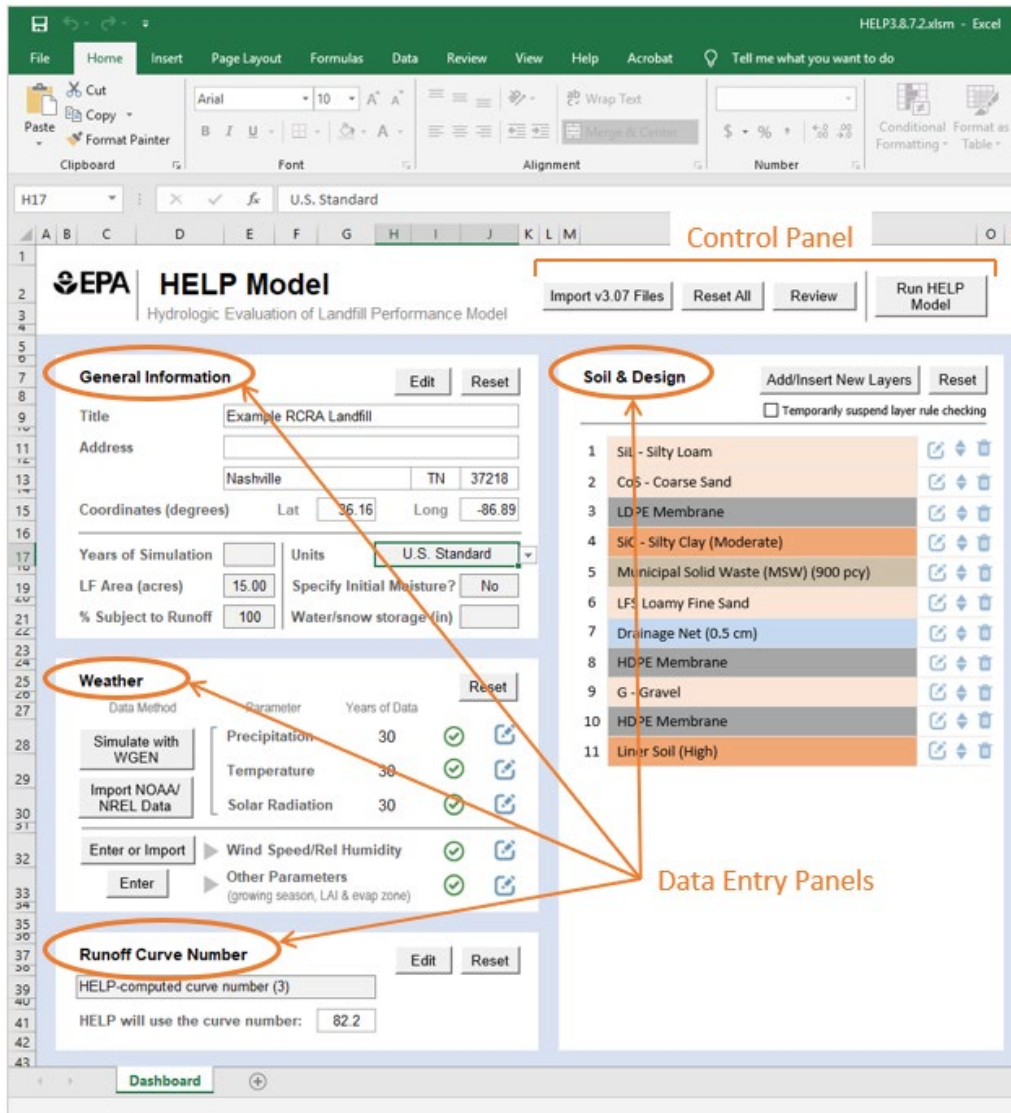 HELP3.8.7.2.xlsm - Excel
File Home Insert Page Layout Formulas Data Review View Help Acrobat Tell me what you want to do
Paste
Cut
Copy
Format Painter
Clipboard
Arial 10 A A
B I U A
Font
ab Wrap Text
Merge & Center
Alignment
$ % , .0 .00
Number
Conditional Formatting
Format as Table
H17 fx U.S. Standard
A B C D E F G H I J K L M O
Control Panel
EPA HELP Model
Hydrologic Evaluation of Landfill Performance Model
Import v3.07 Files Reset All Review Run HELP Model
General Information Edit Reset
Title Example RCRA Landfill
Address
Nashville TN 37218
Coordinates (degrees) Lat 36.16 Long -86.89
Years of Simulation Units U.S. Standard
LF Area (acres) 15.00 Specify Initial Moisture? No
% Subject to Runoff 100 Water/snow storage (in)
Weather Reset
Data Method Parameter Years of Data
Simulate with WGEN
Import NOAA/ NREL Data
Precipitation 30
Temperature 30
Solar Radiation 30
Enter or Import Wind Speed/Rel Humidity
Enter Other Parameters
(growing season, LAI & evap zone)
Runoff Curve Number Edit Reset
HELP-computed curve number (3)
HELP will use the curve number: 82.2
Soil & Design Add/Insert New Layers Reset
Temporarily suspend layer rule checking
1 SiL - Silty Loam
2 CoS - Coarse Sand
3 LDPE Membrane
4 SiC - Silty Clay (Moderate)
5 Municipal Solid Waste (MSW) (900 pcy)
6 LFS Loamy Fine Sand
7 Drainage Net (0.5 cm)
8 HDPE Membrane
9 G - Gravel
10 HDPE Membrane
11 Liner Soil (High)
Data Entry Panels
Dashboard